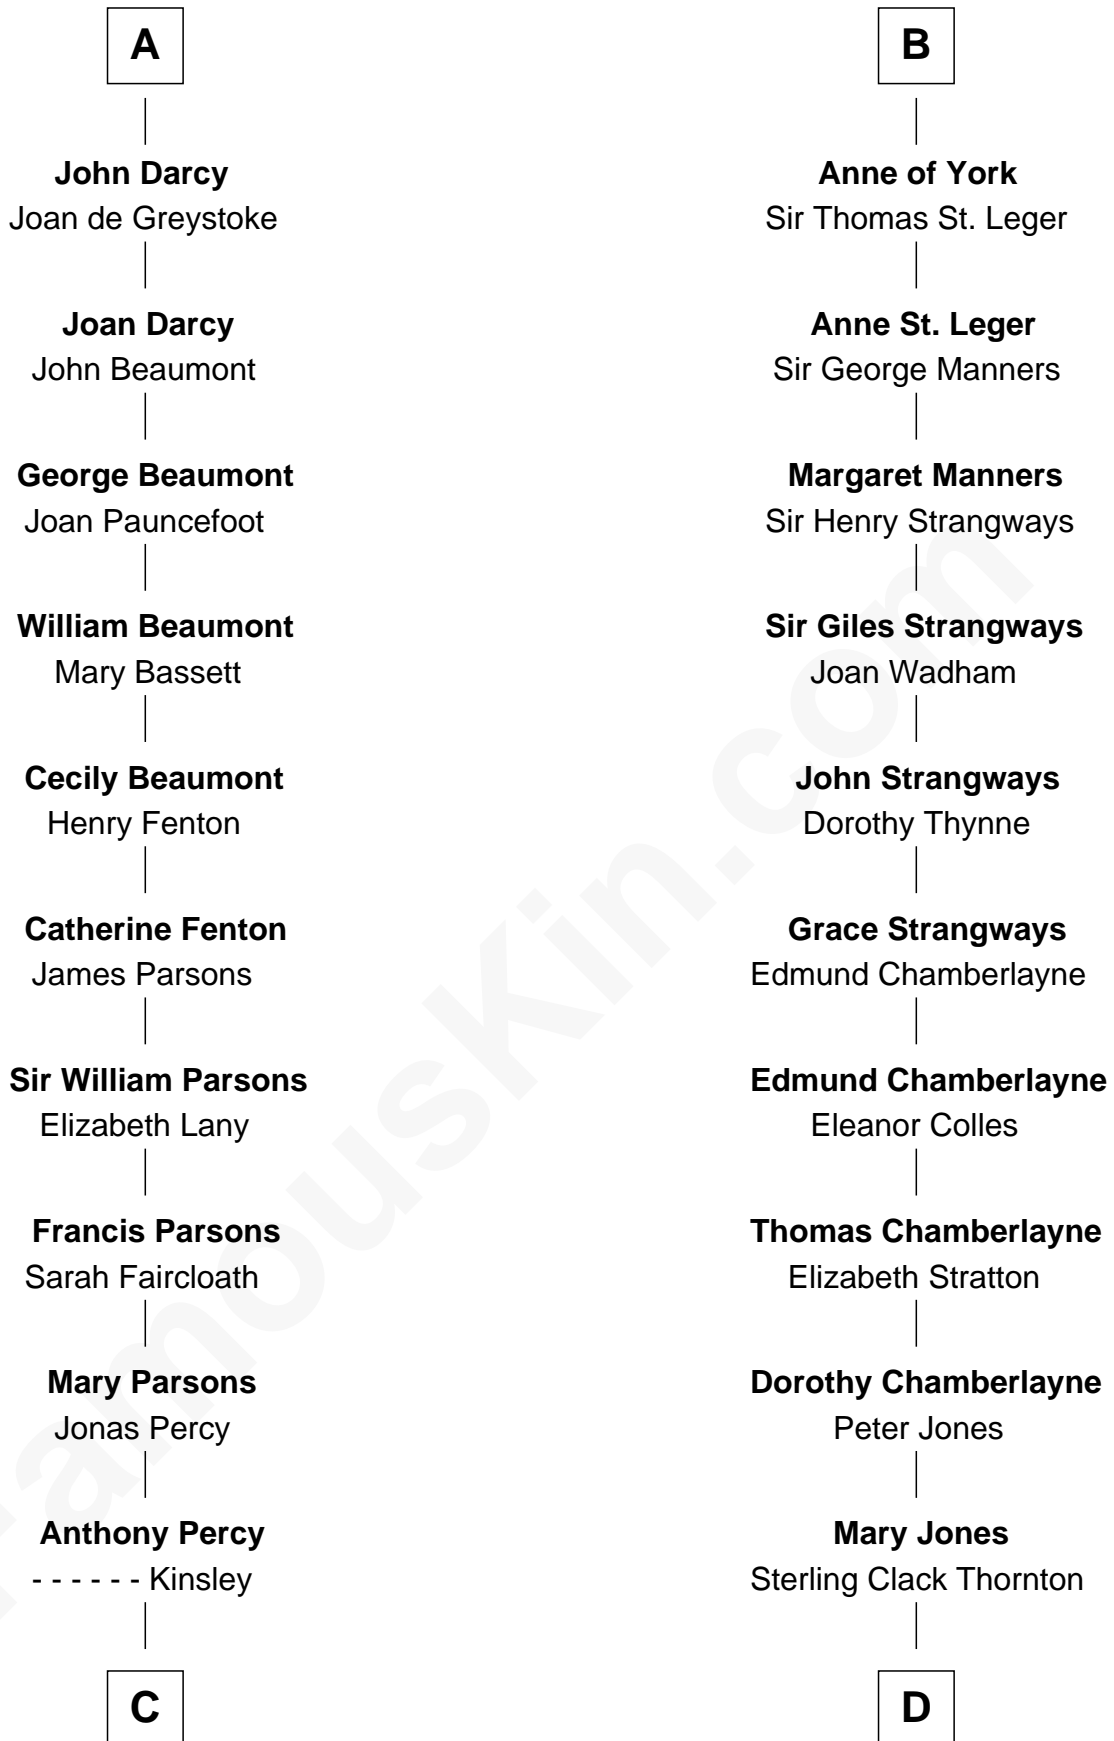 A
John Darcy
Joan de Greystoke
Joan Darcy
John Beaumont
George Beaumont
Joan Pauncefoot
William Beaumont
Mary Bassett
Cecily Beaumont
Henry Fenton
Catherine Fenton
James Parsons
Sir William Parsons
Elizabeth Lany
Francis Parsons
Sarah Faircloath
Mary Parsons
Jonas Percy
Anthony Percy
- - - - - - Kinsley
C
B
Anne of York
Sir Thomas St. Leger
Anne St. Leger
Sir George Manners
Margaret Manners
Sir Henry Strangways
Sir Giles Strangways
Joan Wadham
John Strangways
Dorothy Thynne
Grace Strangways
Edmund Chamberlayne
Edmund Chamberlayne
Eleanor Colles
Thomas Chamberlayne
Elizabeth Stratton
Dorothy Chamberlayne
Peter Jones
Mary Jones
Sterling Clack Thornton
D
FamousKin.com